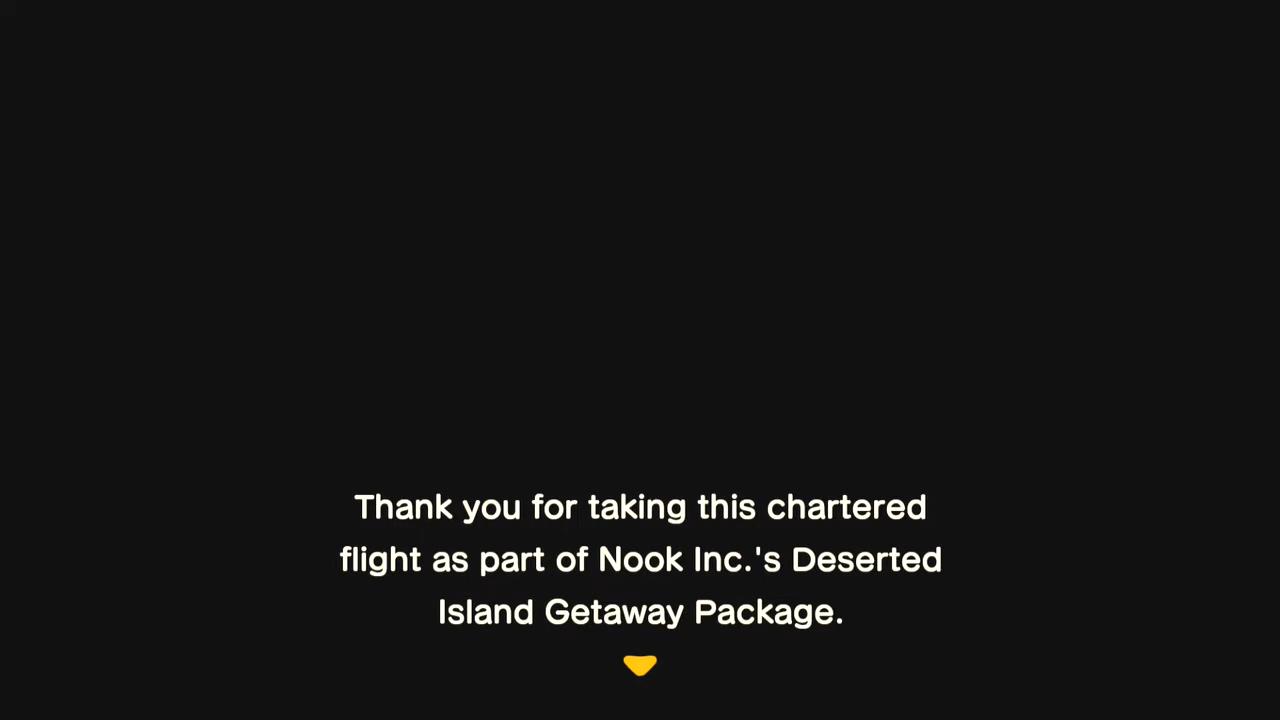 Thank you for taking this chartered
flight as part of Nook Inc.'s Deserted
Island Getaway Package.